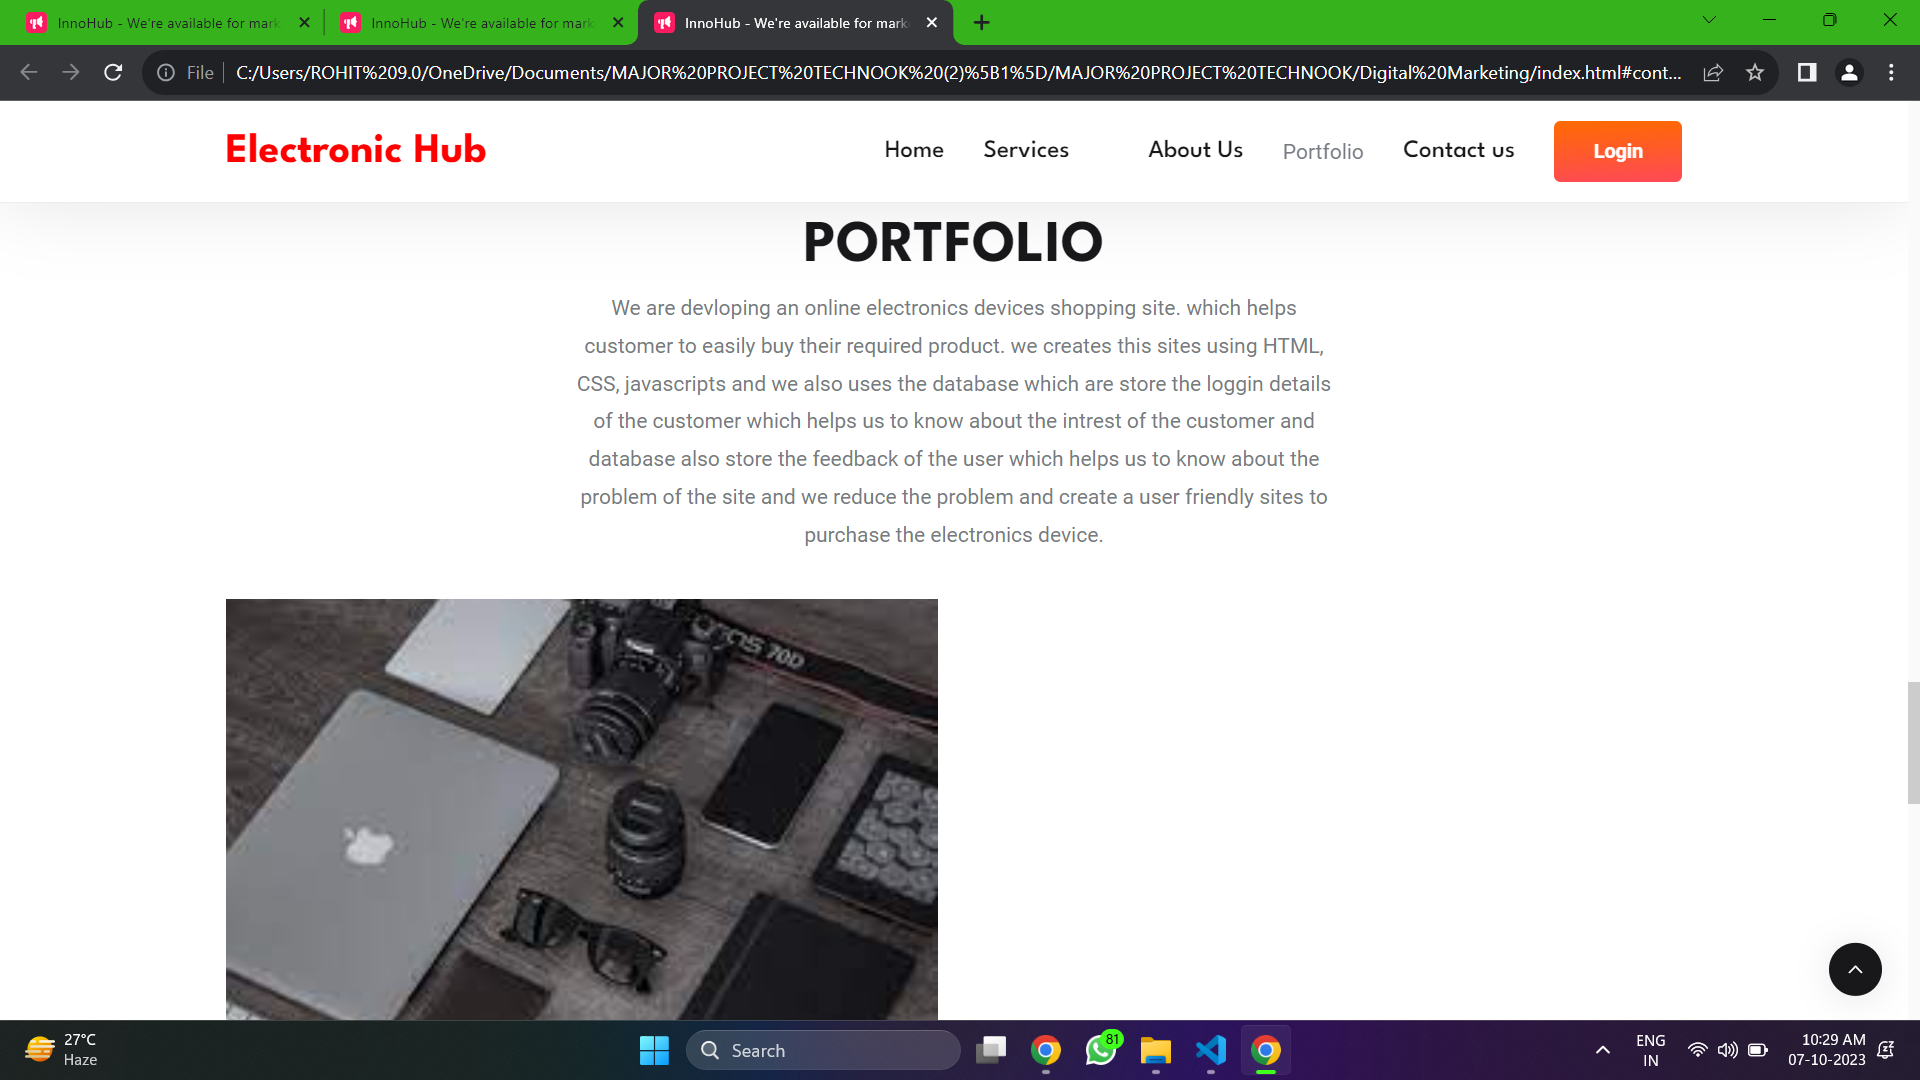 InnoHub - We're available for mark
InnoHub - We're available for mark
InnoHub - We're available for mark
File
C:/Users/ROHIT%209.0/OneDrive/Documents/MAJOR%20PROJECT%20TECHNOOK%20(2)%5B1%5D/MAJOR%20PROJECT%20TECHNOOK/Digital%20Marketing/index.html#cont...
Electronic Hub
Home
Services
About Us
Portfolio
Contact us
Login
PORTFOLIO
We are devloping an online electronics devices shopping site. which helps
customer to easily buy their required product. we creates this sites using HTML,
CSS, javascripts and we also uses the database which are store the loggin details
of the customer which helps us to know about the intrest of the customer and
database also store the feedback of the user which helps us to know about the
problem of the site and we reduce the problem and create a user friendly sites to
purchase the electronics device.
EOS 70D
27°C
Haze
Search
81
ENG
IN
10:29 AM
07-10-2023